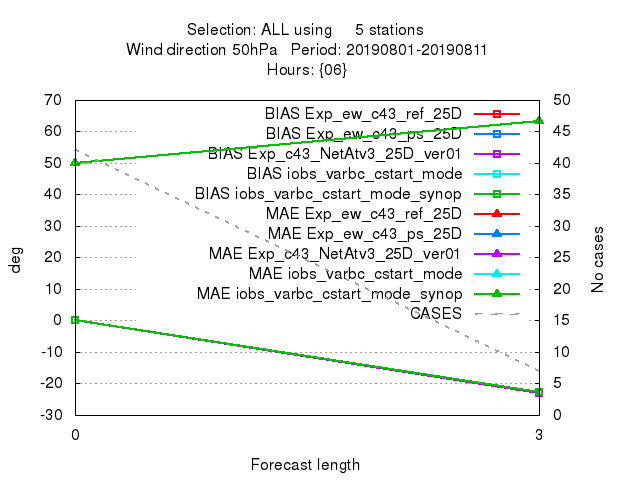 Selection: ALL using 5 stations
Wind direction 50hPa Period: 20190801-20190811
Hours: {06}
70 50
BIAS Exp_ew_c43_ref_25D
60 45
BIAS Exp_ew_c43_ps_25D
50 40
BIAS Exp_c43_NetAtv3_25D_ver01
BIAS iobs_varbc_cstart_mode
40 35
BIAS iobs_varbc_cstart_mode_synop
30 30
MAE Exp_ew_c43_ref_25D
MAE Exp_ew_c43_ps_25D
20 25
MAE Exp_c43_NetAtv3_25D_ver01
MAE iobs_varbc_cstart_mode
10 20
MAE iobs_varbc_cstart_mode_synop
0 15
CASES
-10 10
-20 5
-30 0
deg
No cases
0 3
Forecast length